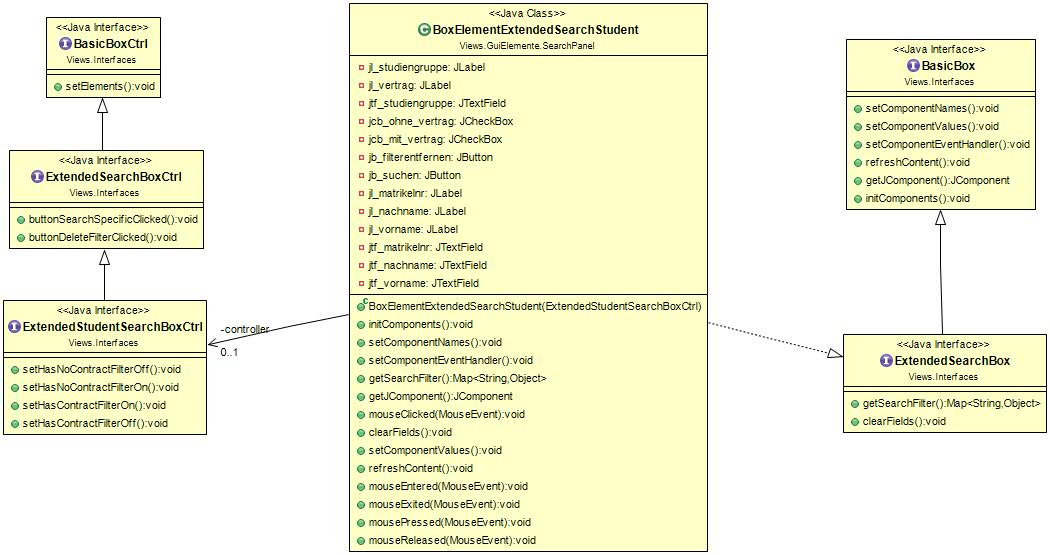 <<Java Interface>>
BasicBoxCtrl
Views.Interfaces
setElements():void
<<Java Interface>>
ExtendedSearchBoxCtrl
Views.Interfaces
buttonSearchSpecificClicked():void
buttonDeleteFilterClicked():void
<<Java Interface>>
ExtendedStudentSearchBoxCtrl
Views.Interfaces
setHasNoContractFilterOff():void
setHasNoContractFilterOn():void
setHasContractFilterOn():void
setHasContractFilterOff():void
-controller
0..1
<<Java Class>>
BoxElementExtendedSearchStudent
Views.GuiElemente.SearchPanel
jl_studiengruppe: JLabel
jl_vertrag: JLabel
jtf_studiengruppe: JTextField
jcb_ohne_vertrag: JCheckBox
jcb_mit_vertrag: JCheckBox
jb_filterentfernen: JButton
jb_suchen: JButton
jl_matrikelnr: JLabel
jl_nachname: JLabel
jl_vorname: JLabel
jtf_matrikelnr: JTextField
jtf_nachname: JTextField
jtf_vorname: JTextField
BoxElementExtendedSearchStudent(ExtendedStudentSearchBoxCtrl)
initComponents():void
setComponentNames():void
setComponentEventHandler():void
getSearchFilter():Map<String,Object>
getJComponent():JComponent
mouseClicked(MouseEvent):void
clearFields():void
setComponentValues():void
refreshContent():void
mouseEntered(MouseEvent):void
mouseExited(MouseEvent):void
mousePressed(MouseEvent):void
mouseReleased(MouseEvent):void
<<Java Interface>>
BasicBox
Views.Interfaces
setComponentNames():void
setComponentValues():void
setComponentEventHandler():void
refreshContent():void
getJComponent():JComponent
initComponents():void
<<Java Interface>>
ExtendedSearchBox
Views.Interfaces
getSearchFilter():Map<String,Object>
clearFields():void